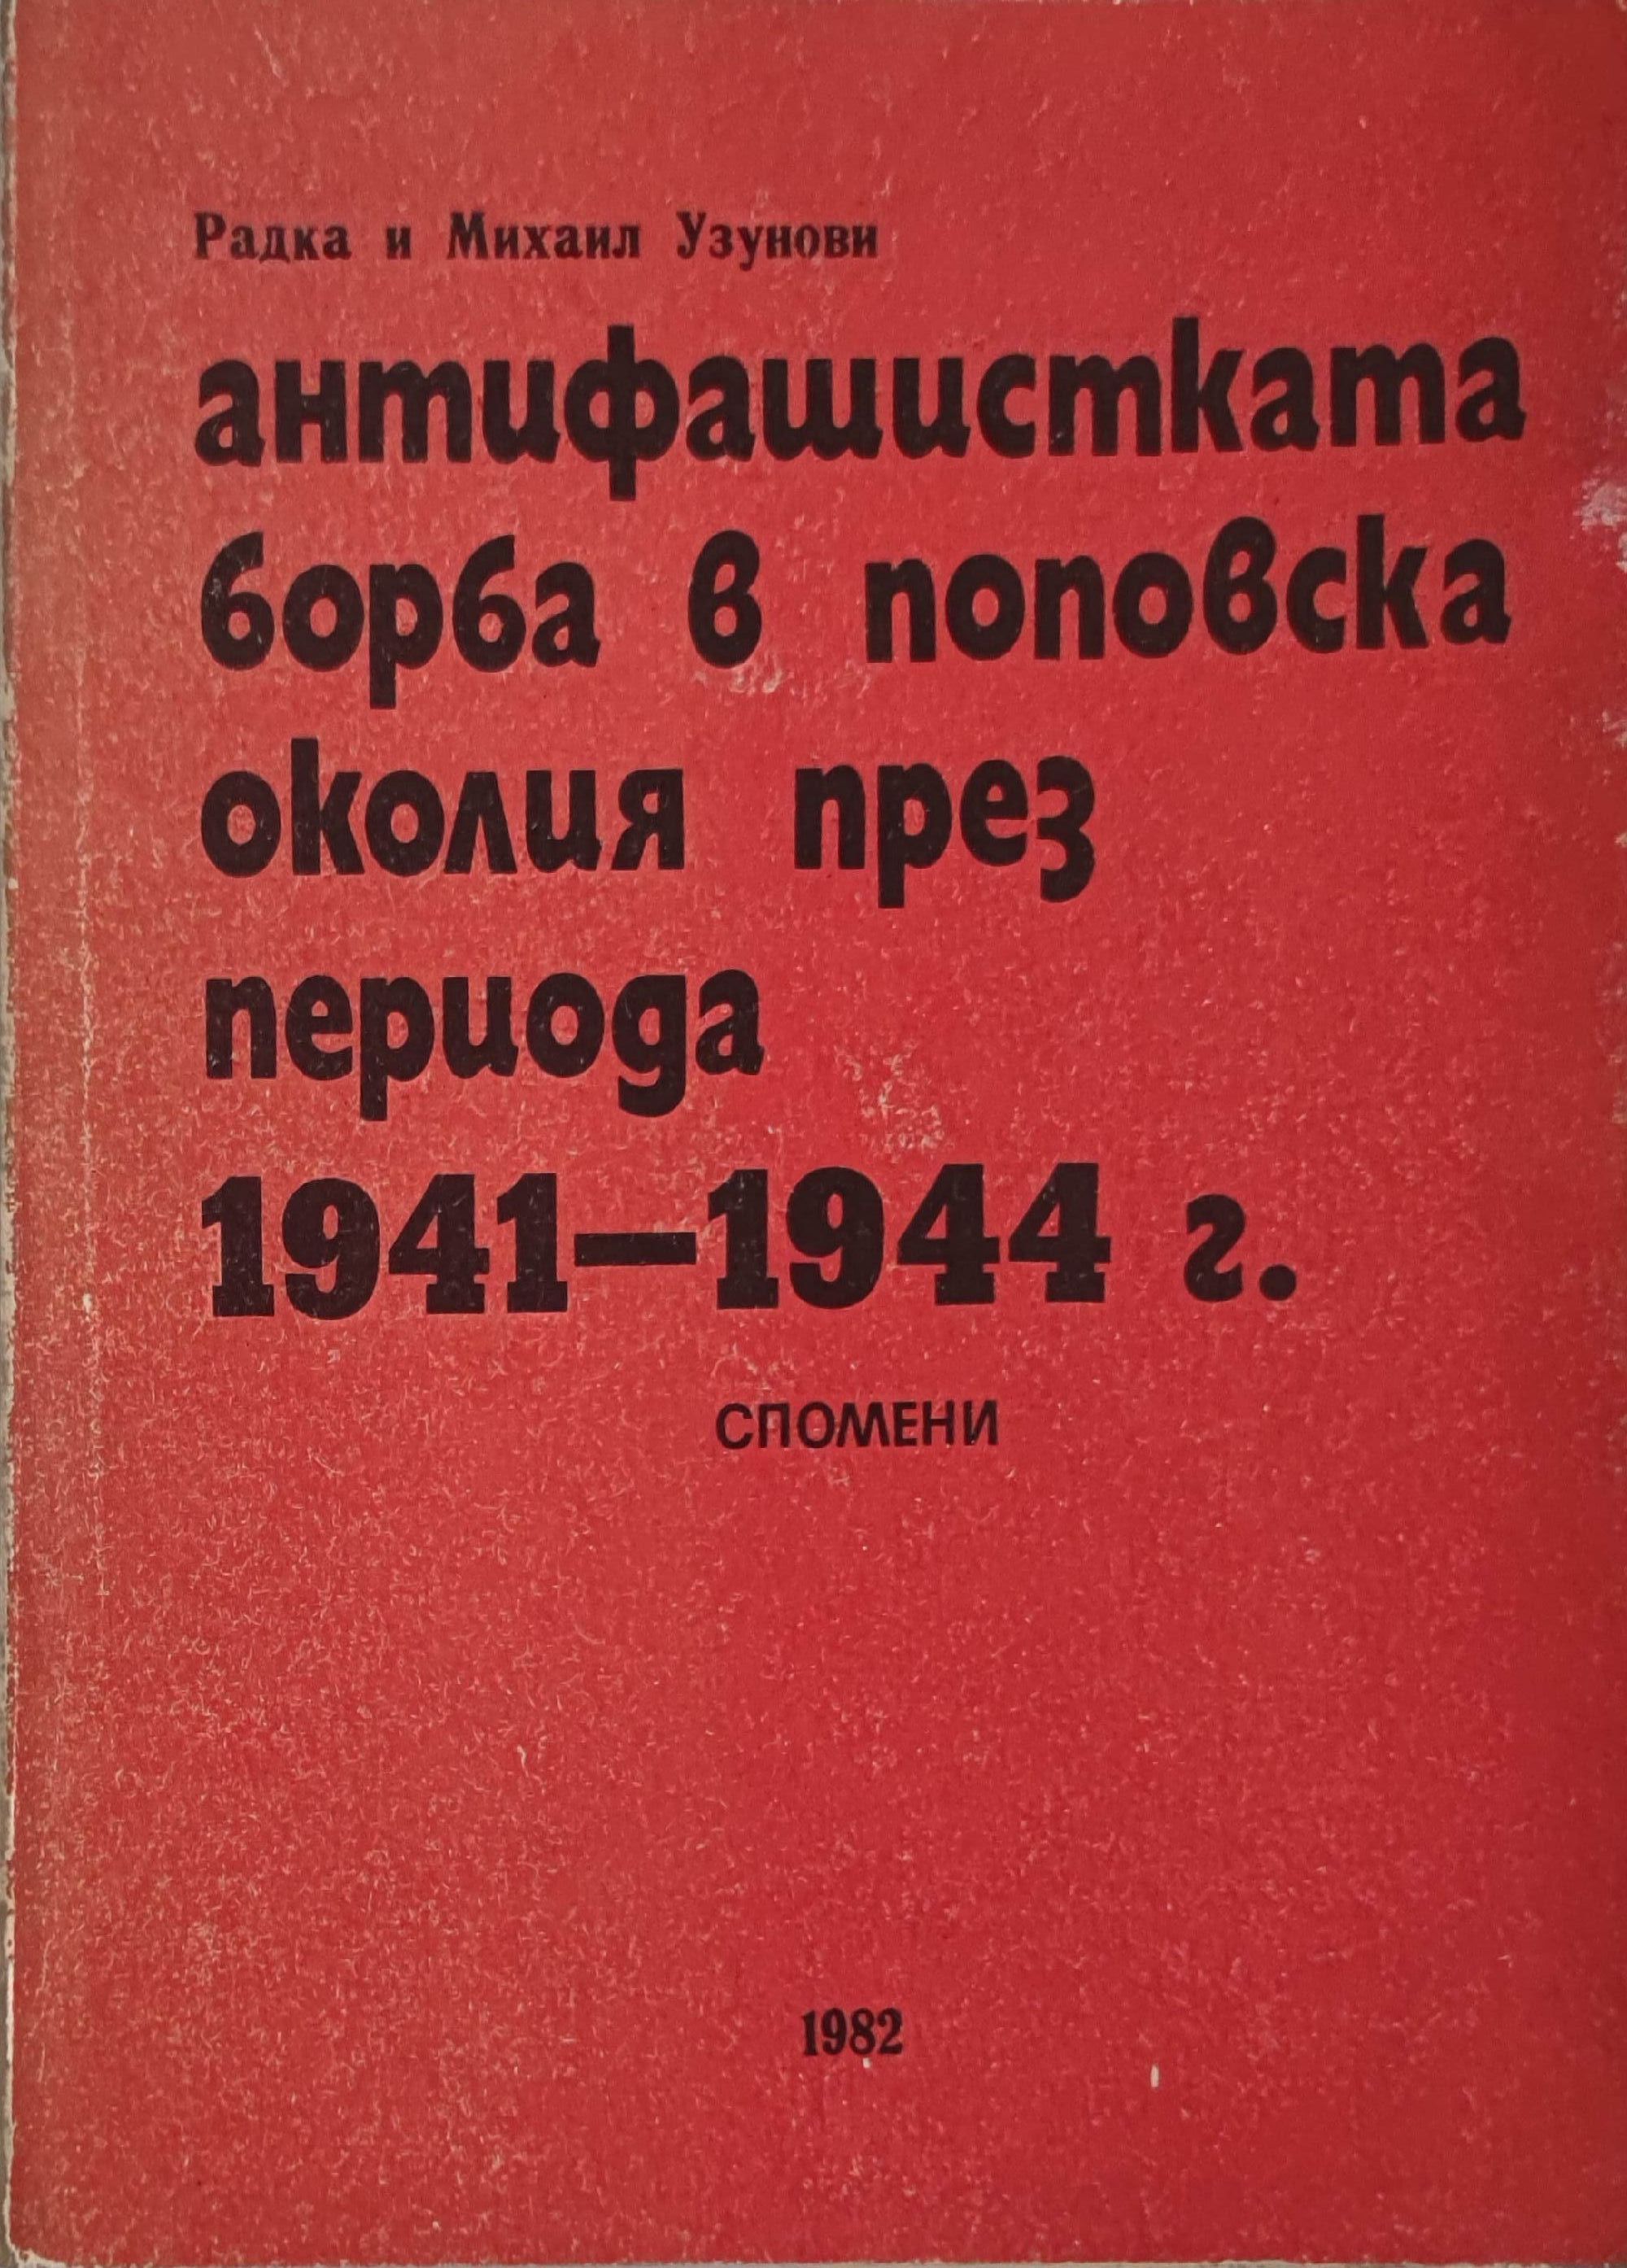 Радка и Михаил Узунови
антифашистката
борба в поповска
околия през
периода
1941—1944 г.
СПОМЕНИ
1982